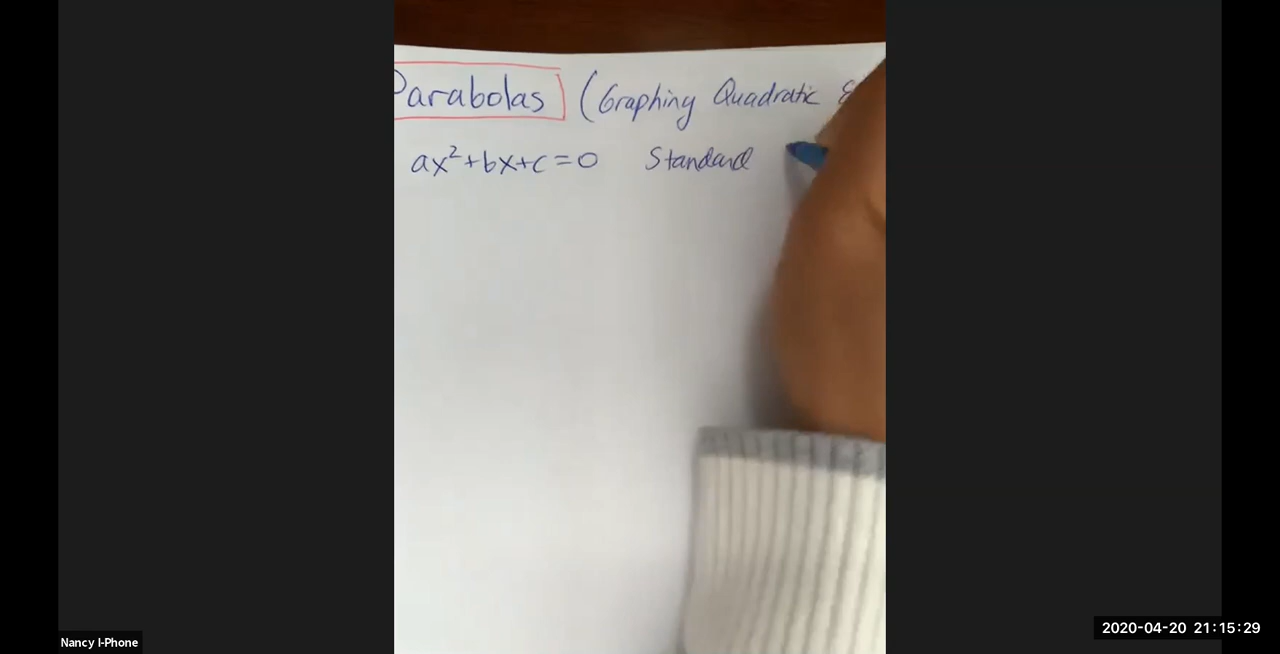 Parabolas (Graphing Quadratic
ax²+bx+c=0 Standard
Nancy I-Phone
2020-04-20 21:15:29